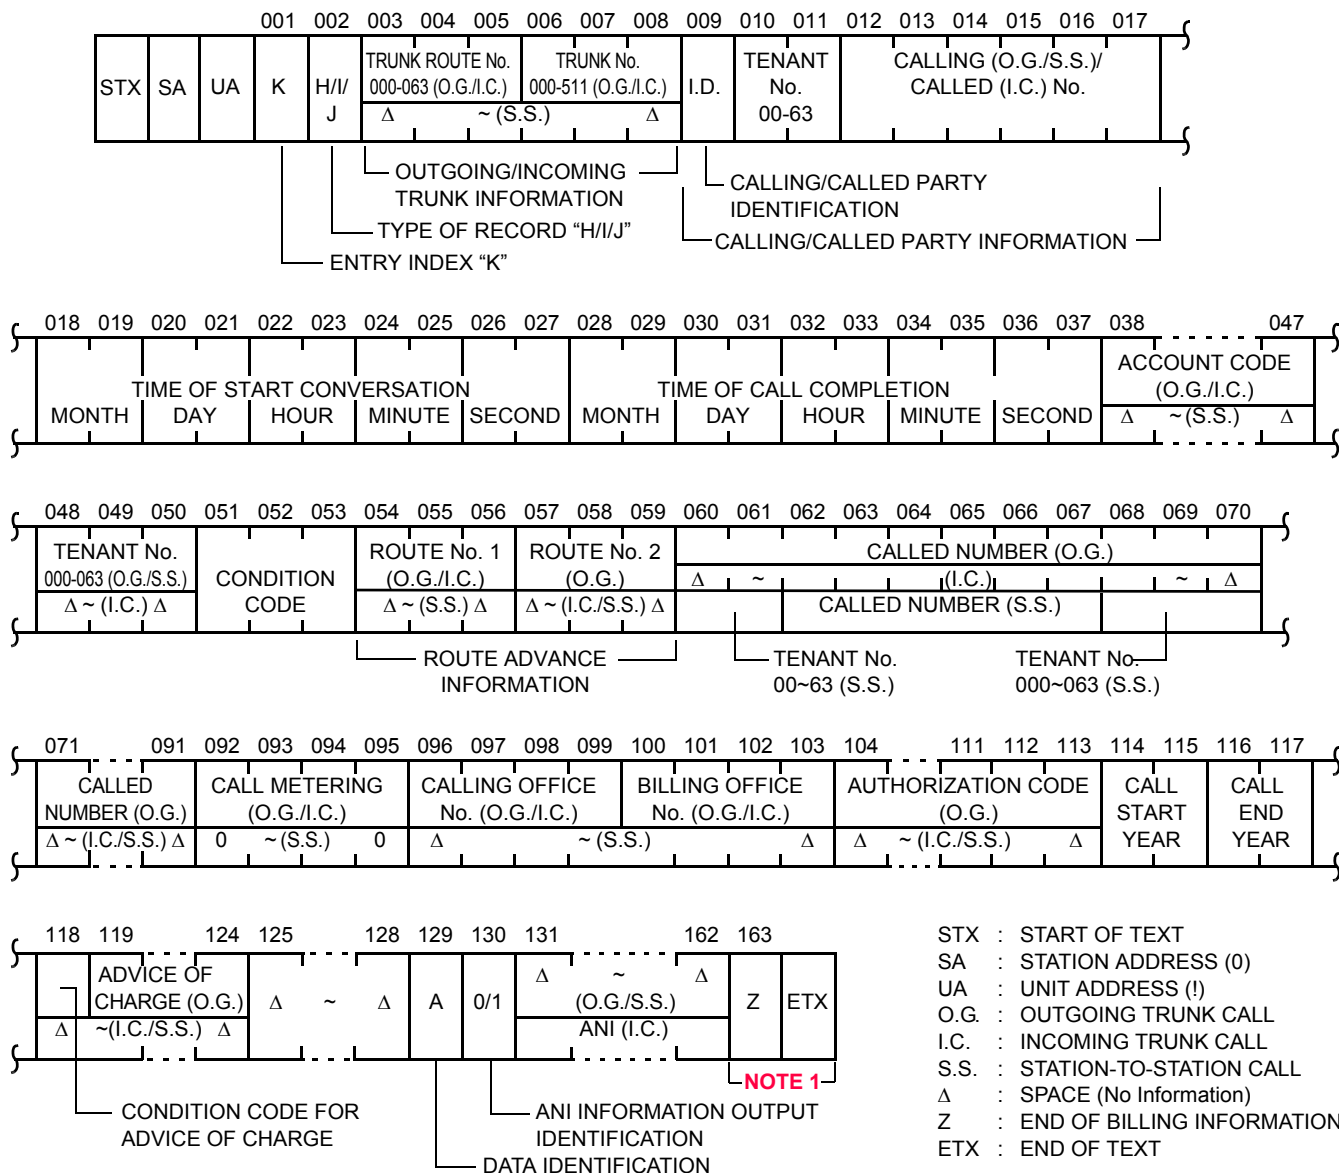 001 002 003 004 005 006 007 008 009 010 011 012 013 014 015 016 017
STX SA UA K H/I/ J
TRUNK ROUTE No. TRUNK No. I.D. TENANT CALLING (O.G./S.S.)/
000-063 (O.G./I.C.) 000-511 (O.G./I.C.) No. CALLED (I.C.) No.
Δ ~ (S.S.) Δ 00-63
OUTGOING/INCOMING
TRUNK INFORMATION
CALLING/CALLED PARTY
IDENTIFICATION
TYPE OF RECORD “H/I/J”
CALLING/CALLED PARTY INFORMATION
ENTRY INDEX “K”
018 019 020 021 022 023 024 025 026 027 028 029 030 031 032 033 034 035 036 037 038 047
TIME OF START CONVERSATION TIME OF CALL COMPLETION
MONTH DAY HOUR MINUTE SECOND MONTH DAY HOUR MINUTE SECOND
ACCOUNT CODE
(O.G./I.C.)
Δ ~ (S.S.) Δ
048 049 050 051 052 053 054 055 056 057 058 059 060 061 062 063 064 065 066 067 068 069 070
TENANT No.
000-063 (O.G./S.S.)
Δ ~ (I.C.) Δ
CONDITION
CODE
ROUTE No. 1
(O.G./I.C.)
Δ ~ (S.S.) Δ
ROUTE No. 2
(O.G.)
Δ ~ (I.C./S.S.) Δ
CALLED NUMBER (O.G.)
Δ ~ (I.C.) ~ Δ
CALLED NUMBER (S.S.)
ROUTE ADVANCE
INFORMATION
TENANT No.
00~63 (S.S.)
TENANT No.
000~063 (S.S.)
071 091 092 093 094 095 096 097 098 099 100 101 102 103 104 111 112 113 114 115 116 117
CALLED
NUMBER (O.G.)
Δ ~ (I.C./S.S.) Δ
CALL METERING
(O.G./I.C.)
0 ~ (S.S.) 0
CALLING OFFICE
No. (O.G./I.C.)
BILLING OFFICE
No. (O.G./I.C.)
Δ ~ (S.S.) Δ
AUTHORIZATION CODE
(O.G.)
Δ ~ (I.C./S.S.) Δ
CALL
START
YEAR
CALL
END
YEAR
118 119 124 125 128 129 130 131 162 163
ADVICE OF
CHARGE (O.G.)
Δ ~(I.C./S.S.) Δ
Δ ~ Δ
A
0/1
Δ ~ Δ
(O.G./S.S.)
ANI (I.C.)
Z
ETX
NOTE 1
CONDITION CODE FOR
ADVICE OF CHARGE
ANI INFORMATION OUTPUT
IDENTIFICATION
DATA IDENTIFICATION
STX : START OF TEXT
SA : STATION ADDRESS (0)
UA : UNIT ADDRESS (!)
O.G. : OUTGOING TRUNK CALL
I.C. : INCOMING TRUNK CALL
S.S. : STATION-TO-STATION CALL
Δ : SPACE (No Information)
Z : END OF BILLING INFORMATION
ETX : END OF TEXT